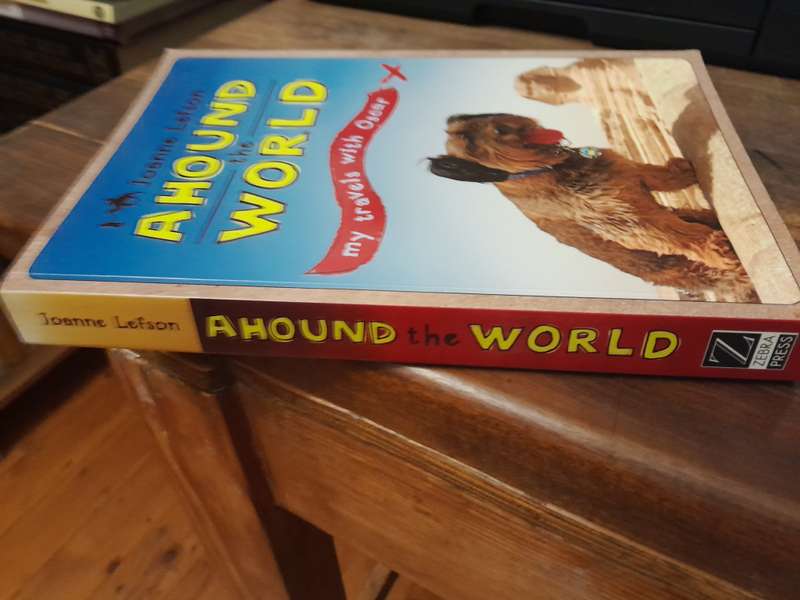 Joanne Lefson
AHOUND
the
WORLD
my travels with Oscar
Joanne Lefson AHOUND the WORLD
Z
ZEBRA
PRESS